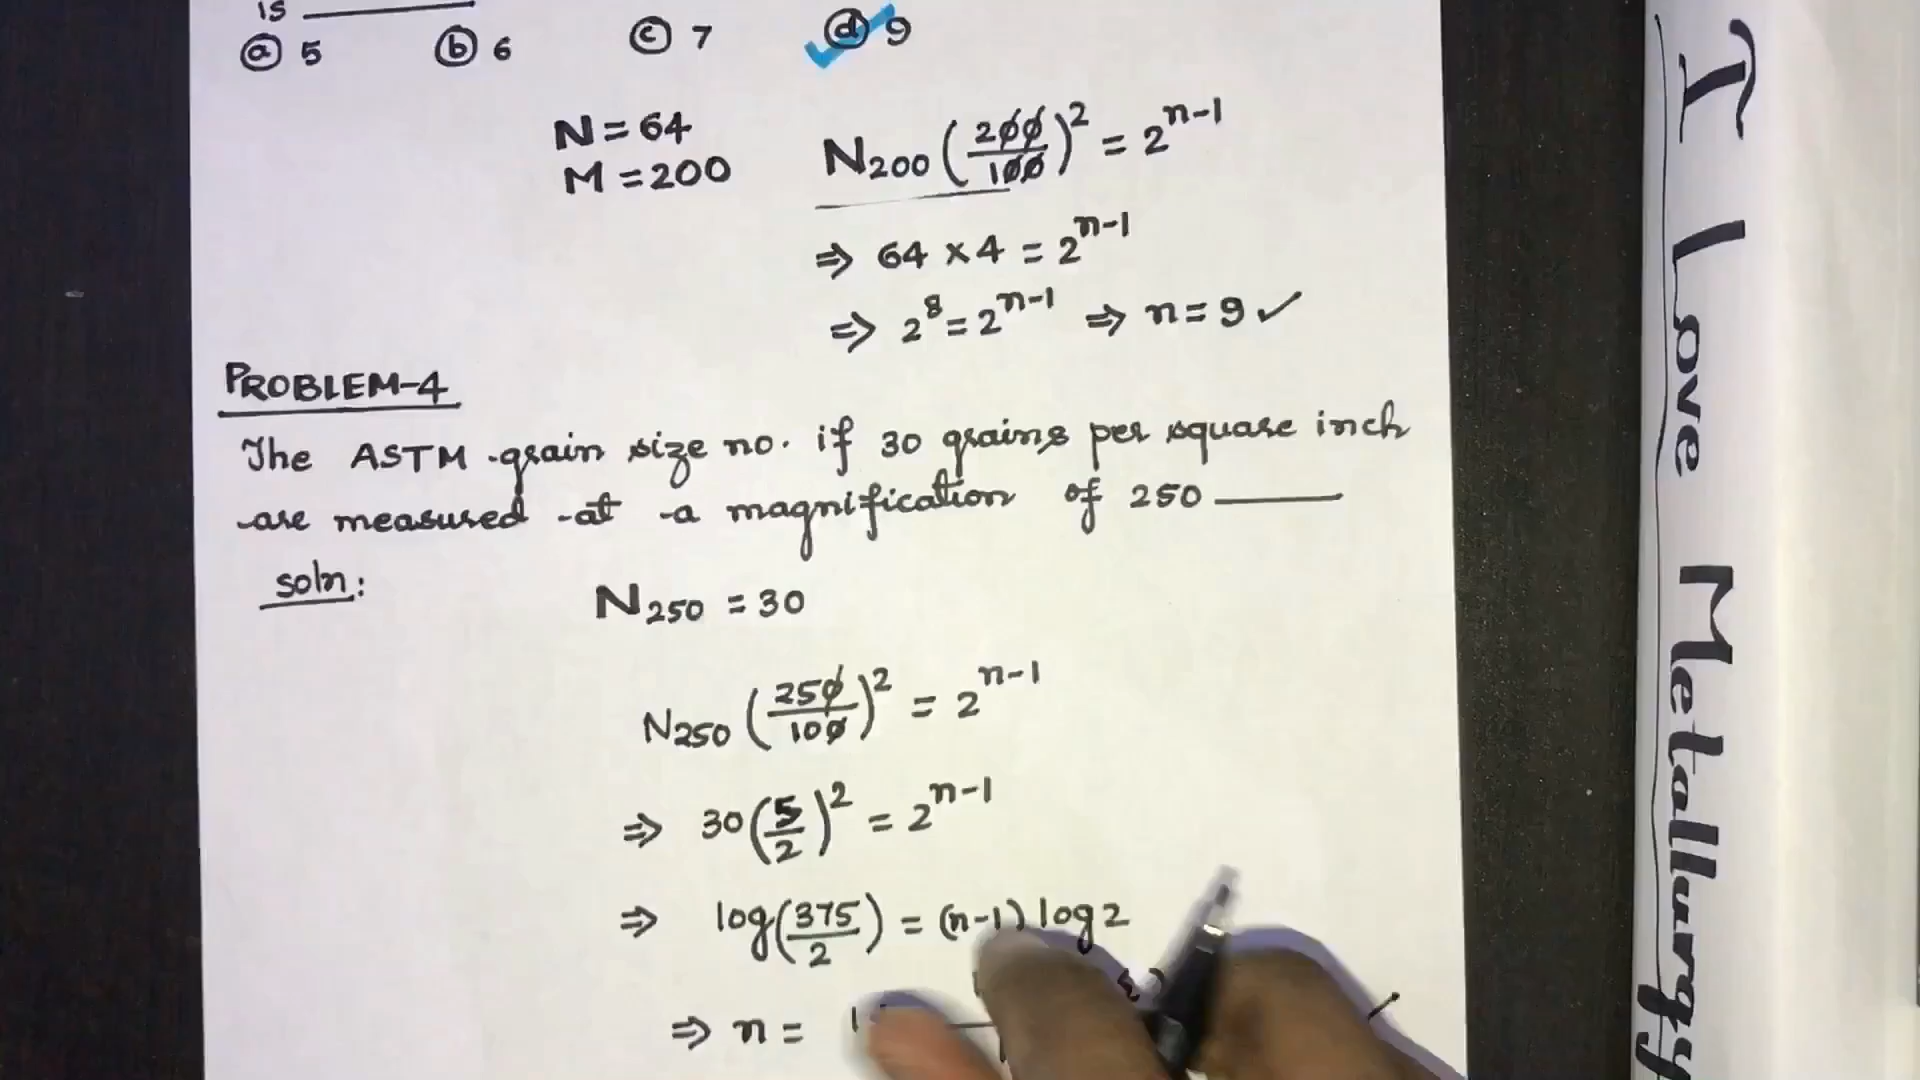 is
(a) 5 (b) 6 (c) 7 (d) 9
N = 64
M = 200
N200 (200/100)^2 = 2^(n-1)
⇒ 64 × 4 = 2^(n-1)
⇒ 2^8 = 2^(n-1) ⇒ n = 9 ✓
PROBLEM-4
The ASTM grain size no. if 30 grains per square inch
are measured at a magnification of 250 ____
soln:
N250 = 30
N250 (250/100)^2 = 2^(n-1)
⇒ 30 (5/2)^2 = 2^(n-1)
⇒ log(375/2) = (n-1) log 2
⇒ n =
I Love Metallurgy